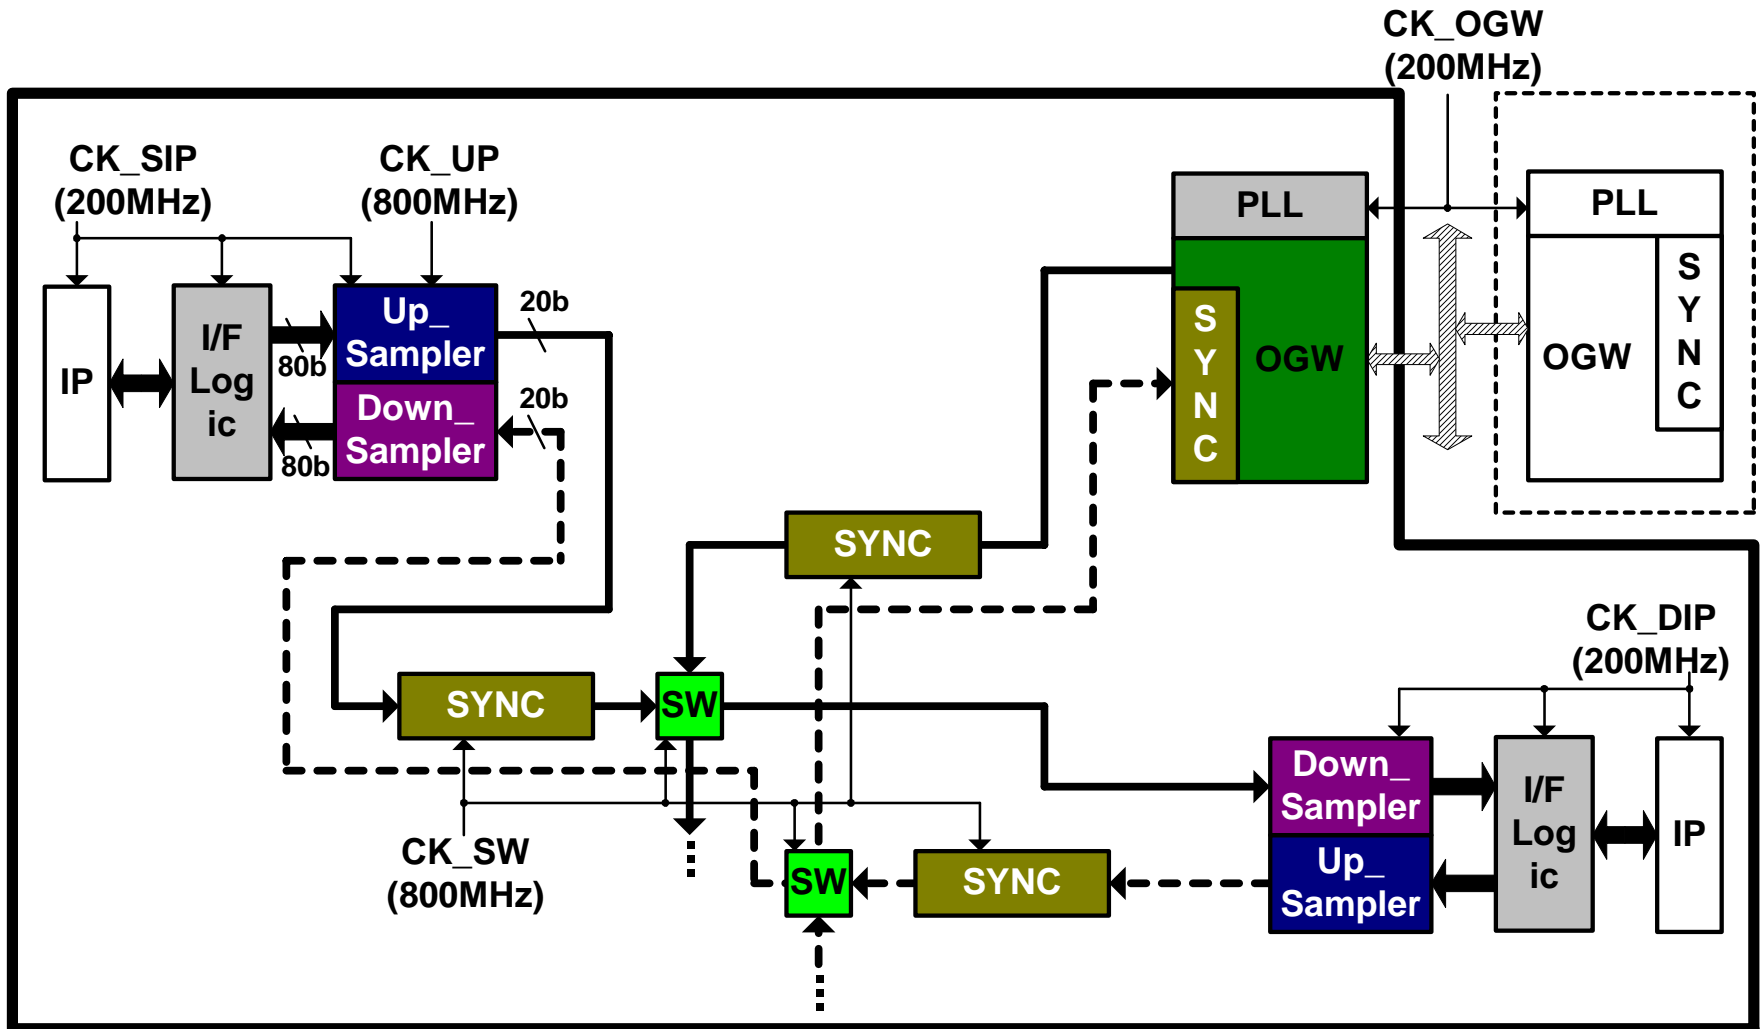 CK_OGW
(200MHz)
CK_SIP
(200MHz)
CK_UP
(800MHz)
PLL
PLL
IP
I/F
Log
ic
80b
80b
Up_
Sampler
Down_
Sampler
20b
20b
S
Y
N
C
OGW
OGW
S
Y
N
C
SYNC
CK_DIP
(200MHz)
SYNC
SW
CK_SW
(800MHz)
SW
SYNC
Down_
Sampler
Up_
Sampler
I/F
Log
ic
IP